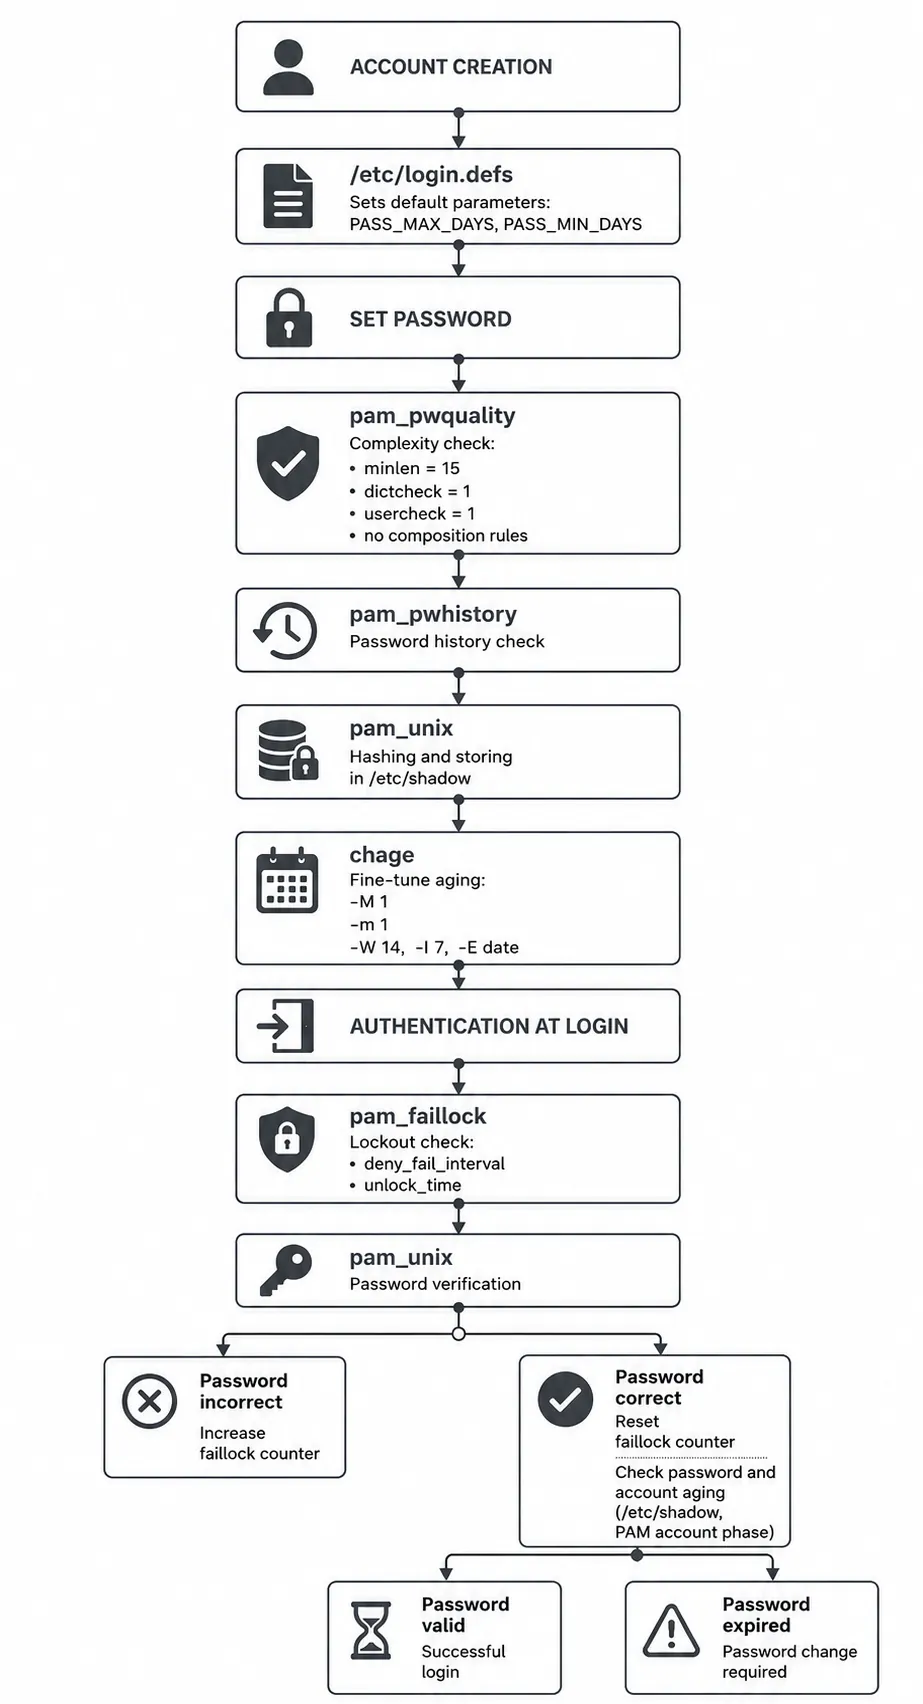 ACCOUNT CREATION
/etc/login.defs
Sets default parameters:
PASS_MAX_DAYS, PASS_MIN_DAYS
SET PASSWORD
pam_pwquality
Complexity check:
• minlen = 15
• dictcheck = 1
• usercheck = 1
• no composition rules
pam_pwhistory
Password history check
pam_unix
Hashing and storing
in /etc/shadow
chage
Fine-tune aging:
-M 1
-m 1
-W 14, -I 7, -E date
AUTHENTICATION AT LOGIN
pam_faillock
Lockout check:
• deny_fail_interval
• unlock_time
pam_unix
Password verification
Password
incorrect
Increase
faillock counter
Password
correct
Reset
faillock counter
Check password and
account aging
(/etc/shadow,
PAM account phase)
Password
valid
Successful
login
Password
expired
Password change
required